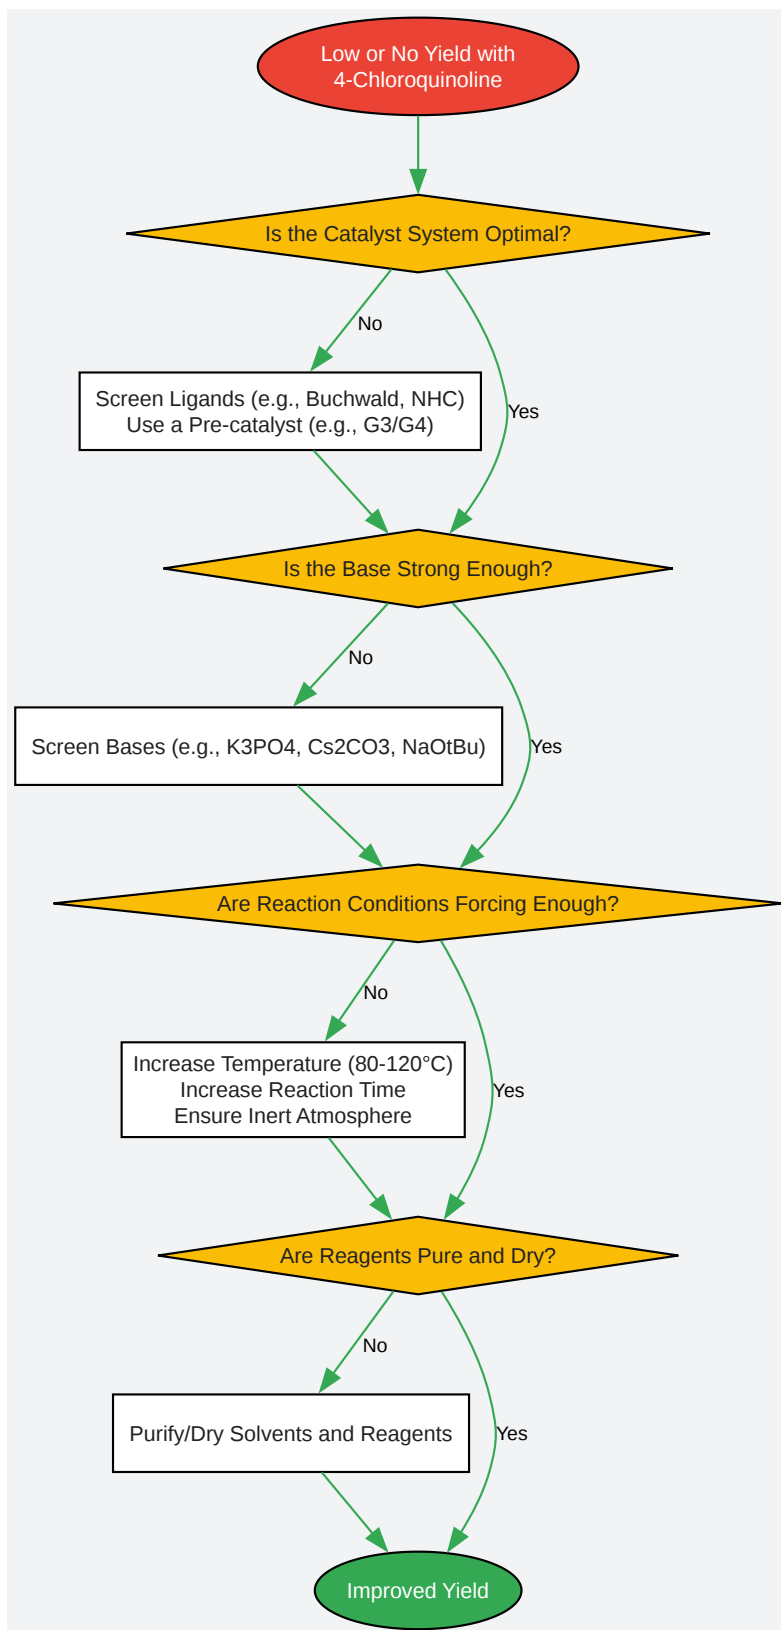 Low or No Yield with
4-Chloroquinoline
Is the Catalyst System Optimal?
No
Screen Ligands (e.g., Buchwald, NHC)
Use a Pre-catalyst (e.g., G3/G4)
Yes
Is the Base Strong Enough?
No
Screen Bases (e.g., K3PO4, Cs2CO3, NaOtBu)
Yes
Are Reaction Conditions Forcing Enough?
No
Increase Temperature (80-120°C)
Increase Reaction Time
Ensure Inert Atmosphere
Yes
Are Reagents Pure and Dry?
No
Purify/Dry Solvents and Reagents
Yes
Improved Yield